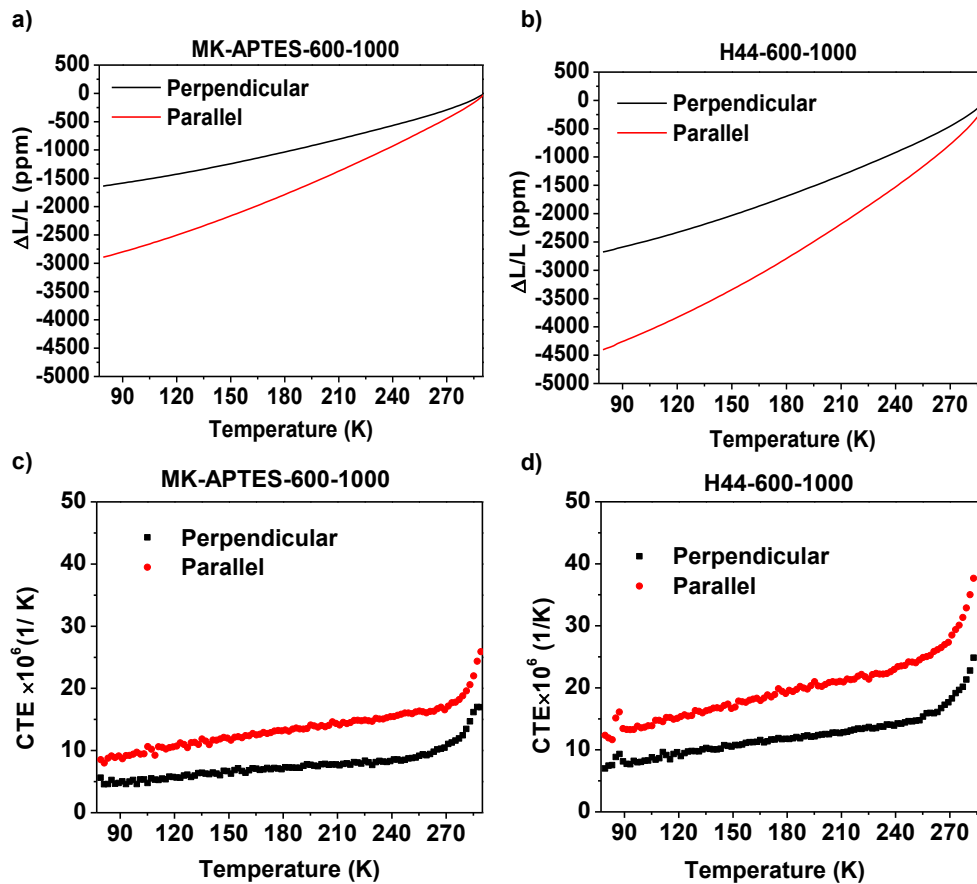 a)
MK-APTES-600-1000
500
0
-500
-1000
-1500
-2000
-2500
-3000
-3500
-4000
-4500
-5000
ΔL/L (ppm)
Perpendicular
Parallel
90 120 150 180 210 240 270
Temperature (K)
b)
H44-600-1000
500
0
-500
-1000
-1500
-2000
-2500
-3000
-3500
-4000
-4500
-5000
ΔL/L (ppm)
Perpendicular
Parallel
90 120 150 180 210 240 270
Temperature (K)
c)
MK-APTES-600-1000
50
40
30
20
10
0
CTE ×10⁶ (1/ K)
Perpendicular
Parallel
90 120 150 180 210 240 270
Temperature (K)
d)
H44-600-1000
50
40
30
20
10
0
CTE×10⁶ (1/K)
Perpendicular
Parallel
90 120 150 180 210 240 270
Temperature (K)